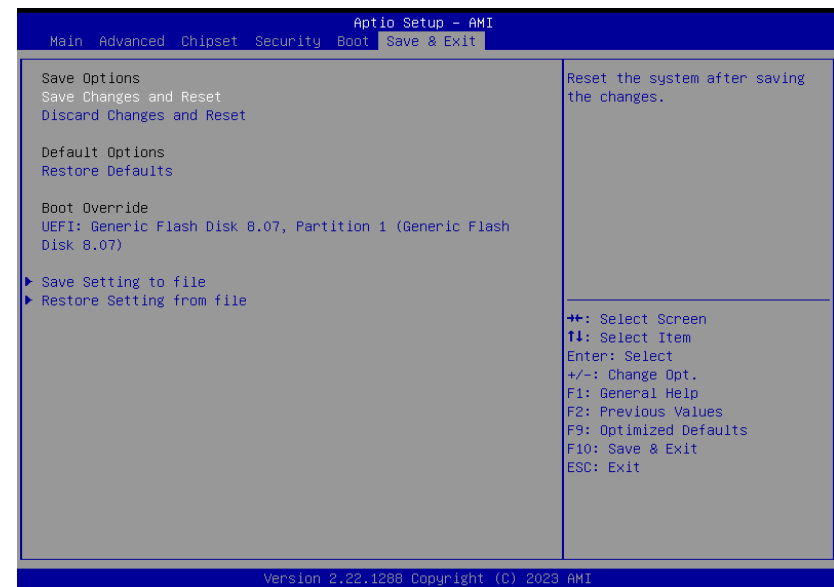 Aptio Setup – AMI
Main Advanced Chipset Security Boot Save & Exit
Save Options
Save Changes and Reset
Discard Changes and Reset
Default Options
Restore Defaults
Boot Override
UEFI: Generic Flash Disk 8.07, Partition 1 (Generic Flash
Disk 8.07)
▶ Save Setting to file
▶ Restore Setting from file
Reset the system after saving
the changes.
→←: Select Screen
↑↓: Select Item
Enter: Select
+/-: Change Opt.
F1: General Help
F2: Previous Values
F9: Optimized Defaults
F10: Save & Exit
ESC: Exit
Version 2.22.1288 Copyright (C) 2023 AMI